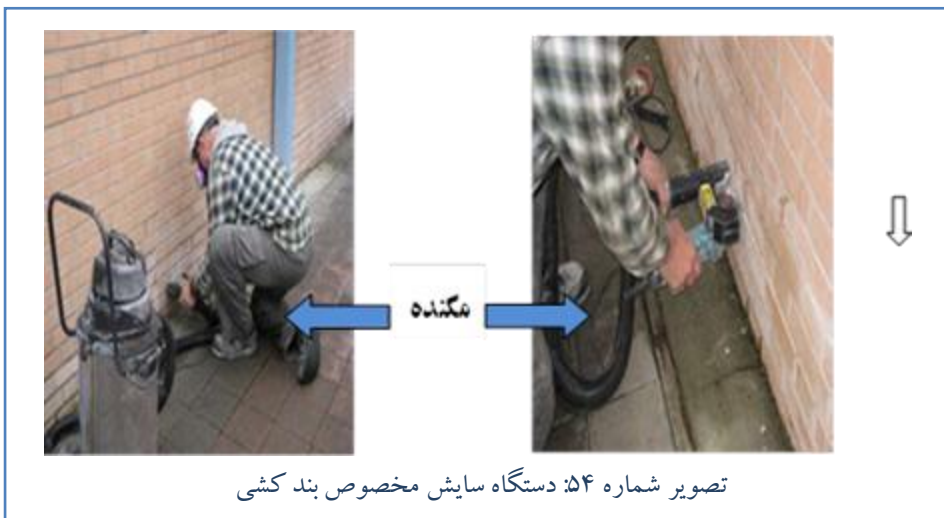 مکنده
تصویر شماره ۵۴: دستگاه سایش مخصوص بند کشی